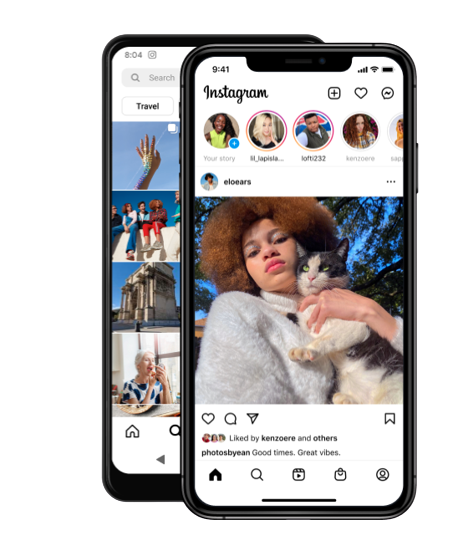 8:04
Search
Travel
9:41
Instagram
Your story
lil_lapisla...
lofti232
kenzoere
eloears
Liked by kenzoere and others
photosbyean Good times. Great vibes.